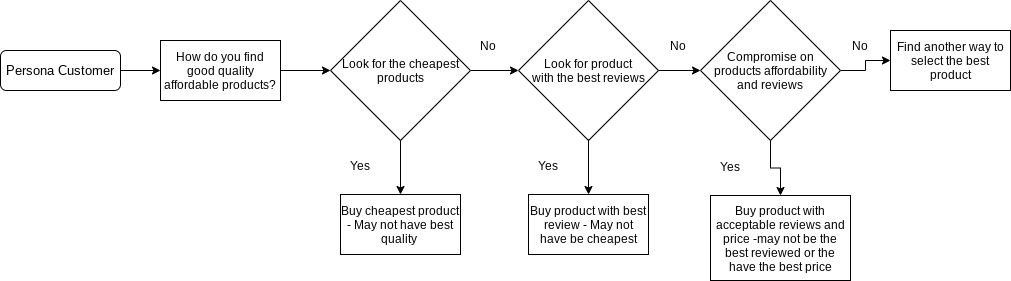 Persona Customer
How do you find
good quality
affordable products?
Look for the cheapest
products
No
Look for product
with the best reviews
No
Compromise on
products affordability
and reviews
No
Find another way to
select the best
product
Yes
Buy cheapest product
- May not have best
quality
Yes
Buy product with best
review - May not
have be cheapest
Yes
Buy product with
acceptable reviews and
price -may not be the
best reviewed or the
have the best price